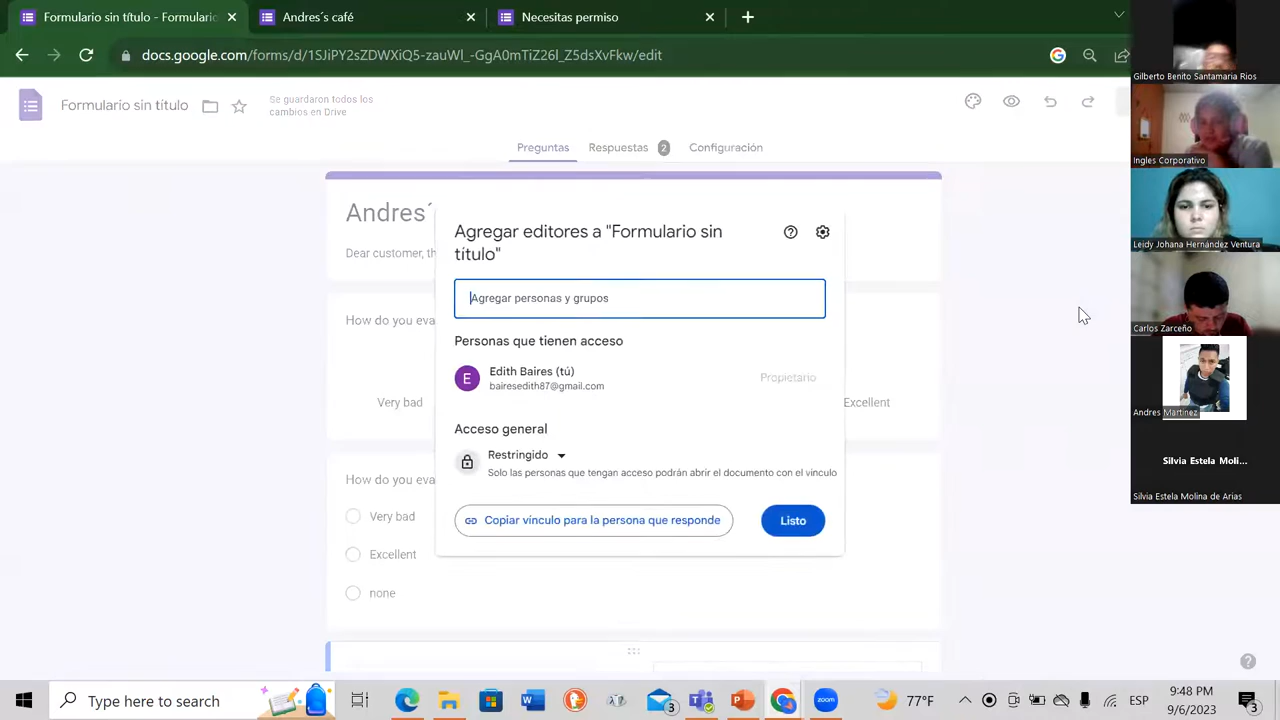 Formulario sin título - Formulario
Andres´s café
Necesitas permiso
docs.google.com/forms/d/1SJiPY2sZDWXiQ5-zauWl_-GgA0mTiZ26l_Z5dsXvFkw/edit
Formulario sin título
Se guardaron todos los
cambios en Drive
Preguntas
Respuestas
2
Configuración
Andres´
Dear customer, th
How do you eva
Very bad
Excellent
How do you eva
Very bad
Excellent
none
Agregar editores a "Formulario sin
título"
Agregar personas y grupos
Personas que tienen acceso
E
Edith Baires (tú)
bairesedith87@gmail.com
Propietario
Acceso general
Restringido
Solo las personas que tengan acceso podrán abrir el documento con el vínculo
Copiar vínculo para la persona que responde
Listo
Gilberto Benito Santamaria Rios
Ingles Corporativo
Leidy Johana Hernández Ventura
Carlos Zarceño
Andres Martinez
Silvia Estela Moli...
Silvia Estela Molina de Arias
Type here to search
3
zoom
77°F
ESP
9:48 PM
9/6/2023
3